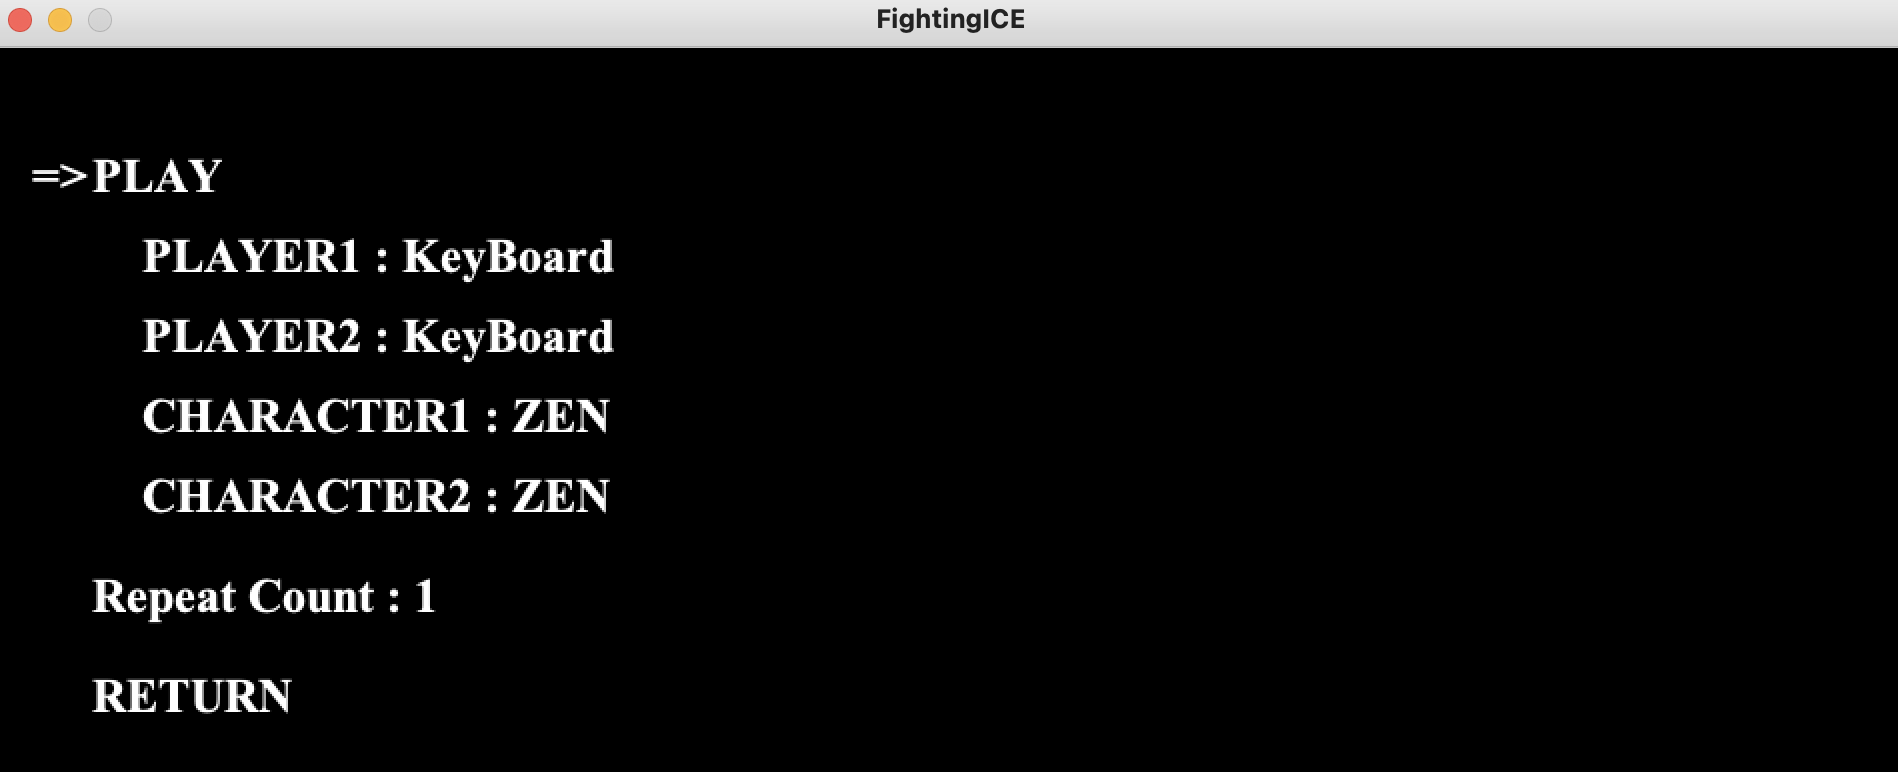 FightingICE
=>PLAY
PLAYER1 : KeyBoard
PLAYER2 : KeyBoard
CHARACTER1 : ZEN
CHARACTER2 : ZEN
Repeat Count : 1
RETURN